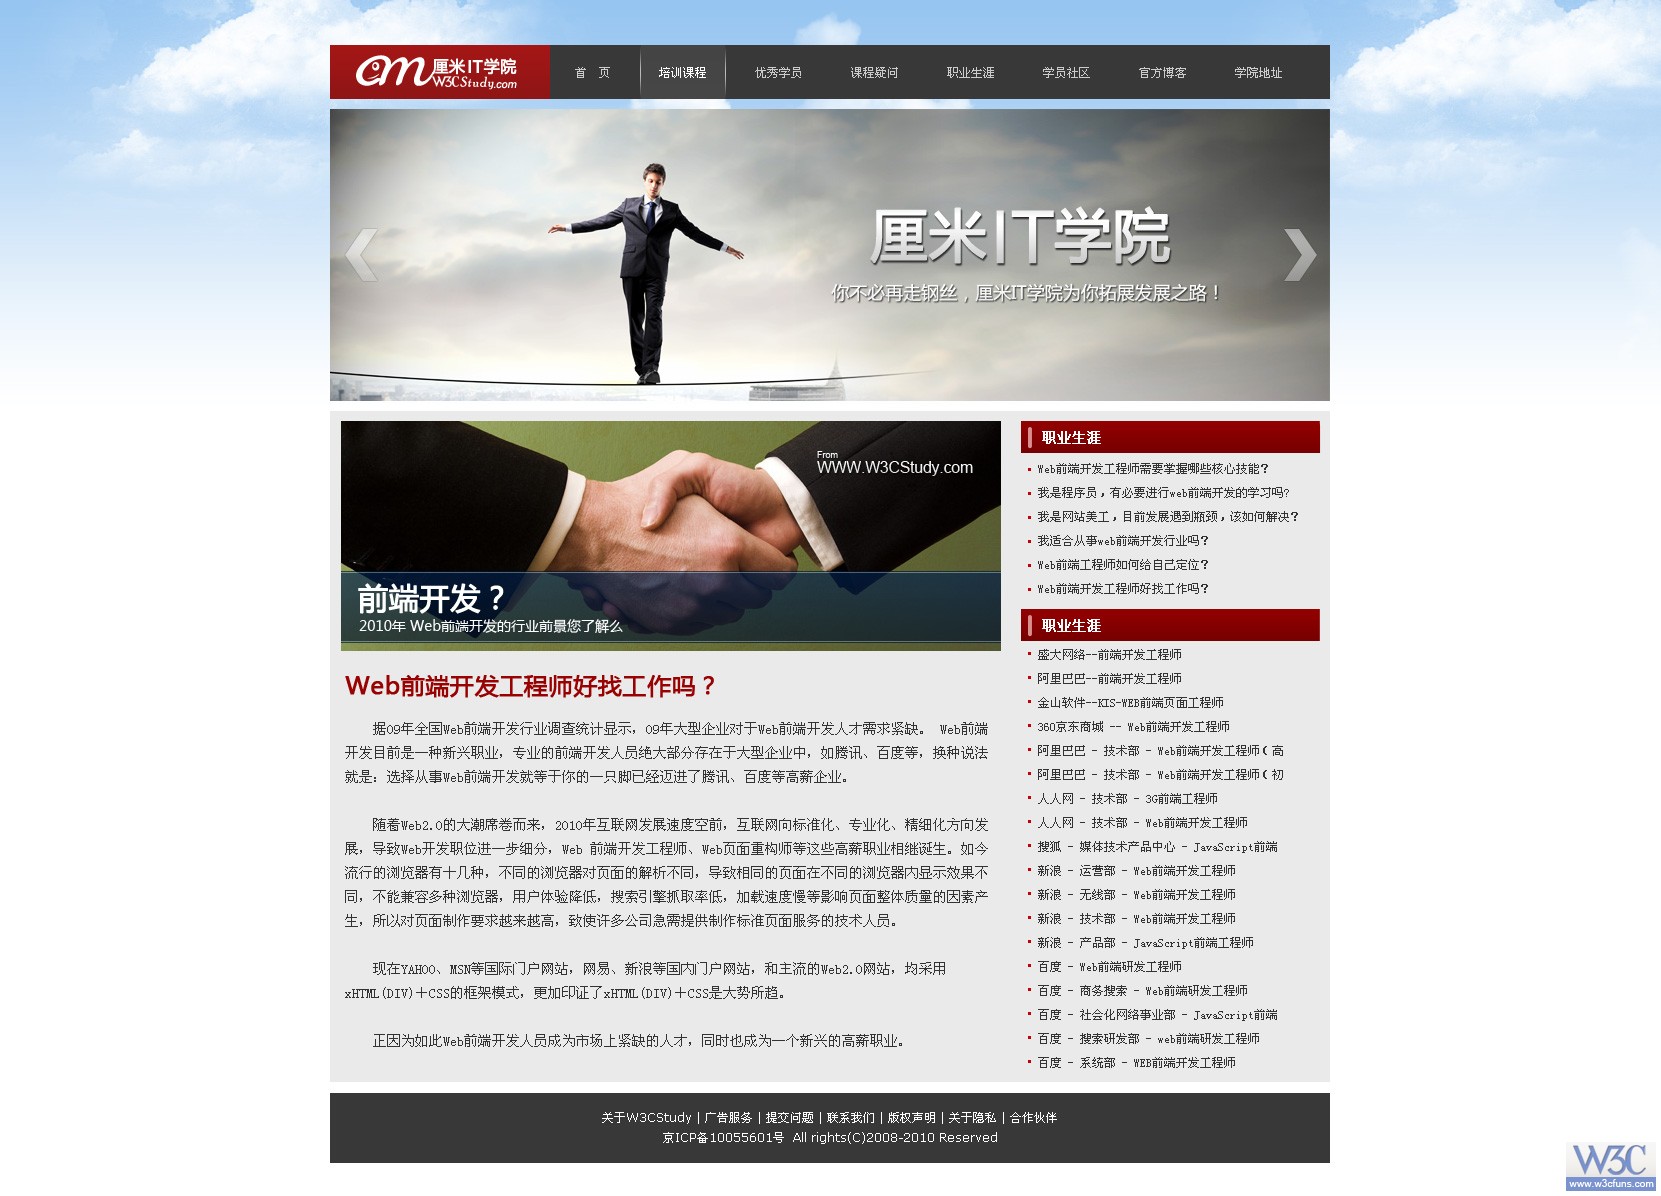 厘米IT学院
W3CStudy.com
首 页
培训课程
优秀学员
课程疑问
职业生涯
学员社区
官方博客
学院地址
厘米IT学院
你不必再走钢丝，厘米IT学院为你拓展发展之路！
From
WWW.W3CStudy.com
前端开发？
2010年 Web前端开发的行业前景您了解么
Web前端开发工程师好找工作吗？
据09年全国Web前端开发行业调查统计显示，09年大型企业对于Web前端开发人才需求紧缺。 Web前端
开发目前是一种新兴职业，专业的前端开发人员绝大部分存在于大型企业中，如腾讯、百度等，换种说法
就是：选择从事Web前端开发就等于你的一只脚已经迈进了腾讯、百度等高薪企业。
随着Web2.0的大潮席卷而来，2010年互联网发展速度空前，互联网向标准化、专业化、精细化方向发
展，导致Web开发职位进一步细分，Web 前端开发工程师、Web页面重构师等这些高薪职业相继诞生。如今
流行的浏览器有十几种，不同的浏览器对页面的解析不同，导致相同的页面在不同的浏览器内显示效果不
同，不能兼容多种浏览器，用户体验降低，搜索引擎抓取率低，加载速度慢等影响页面整体质量的因素产
生，所以对页面制作要求越来越高，致使许多公司急需提供制作标准页面服务的技术人员。
现在YAHOO、MSN等国际门户网站，网易、新浪等国内门户网站，和主流的Web2.0网站，均采用
xHTML(DIV)＋CSS的框架模式，更加印证了xHTML(DIV)＋CSS是大势所趋。
正因为如此Web前端开发人员成为市场上紧缺的人才，同时也成为一个新兴的高薪职业。
职业生涯
Web前端开发工程师需要掌握哪些核心技能？
我是程序员，有必要进行web前端开发的学习吗?
我是网站美工，目前发展遇到瓶颈，该如何解决？
我适合从事web前端开发行业吗？
Web前端工程师如何给自己定位？
Web前端开发工程师好找工作吗？
职业生涯
盛大网络--前端开发工程师
阿里巴巴--前端开发工程师
金山软件--KIS-WEB前端页面工程师
360京东商城 -- Web前端开发工程师
阿里巴巴 - 技术部 - Web前端开发工程师（高
阿里巴巴 - 技术部 - Web前端开发工程师（初
人人网 - 技术部 - 3G前端工程师
人人网 - 技术部 - Web前端开发工程师
搜狐 - 媒体技术产品中心 - JavaScript前端
新浪 - 运营部 - Web前端开发工程师
新浪 - 无线部 - Web前端开发工程师
新浪 - 技术部 - Web前端开发工程师
新浪 - 产品部 - JavaScript前端工程师
百度 - Web前端研发工程师
百度 - 商务搜索 - Web前端研发工程师
百度 - 社会化网络事业部 - JavaScript前端
百度 - 搜索研发部 - web前端研发工程师
百度 - 系统部 - WEB前端开发工程师
关于W3CStudy | 广告服务 | 提交问题 | 联系我们 | 版权声明 | 关于隐私 | 合作伙伴
京ICP备10055601号 All rights(C)2008-2010 Reserved
W3C
www.w3cfuns.com